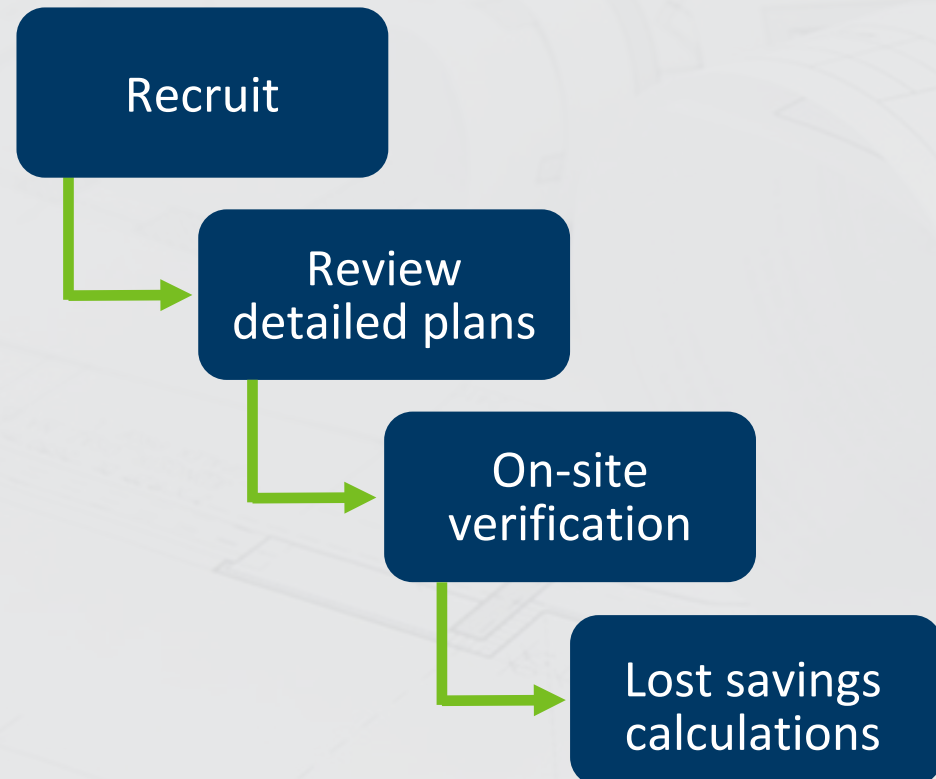 Recruit
Review
detailed plans
On-site
verification
Lost savings
calculations